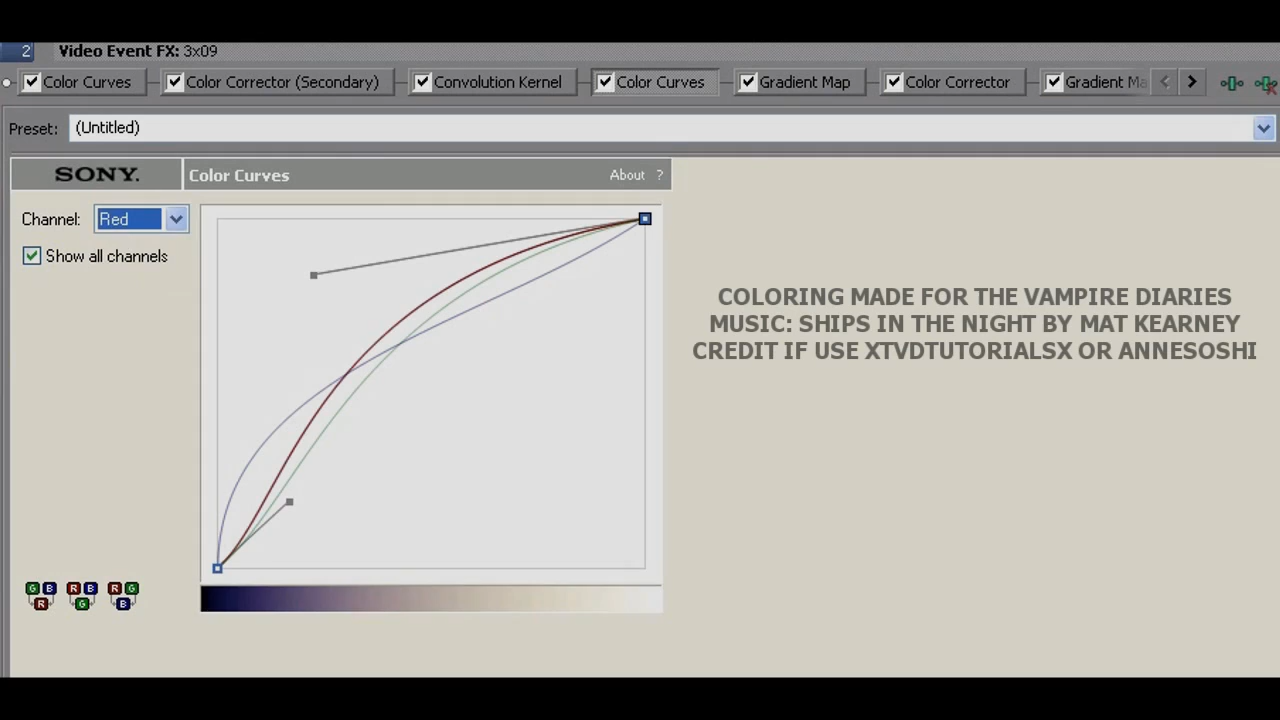 2 Video Event FX: 3x09
Color Curves Color Corrector (Secondary) Convolution Kernel Color Curves Gradient Map Color Corrector Gradient Ma
Preset: (Untitled)
SONY. Color Curves About ?
Channel: Red
Show all channels
COLORING MADE FOR THE VAMPIRE DIARIES
MUSIC: SHIPS IN THE NIGHT BY MAT KEARNEY
CREDIT IF USE XTVDTUTORIALSX OR ANNESOSHI
G B R B R G
R G B